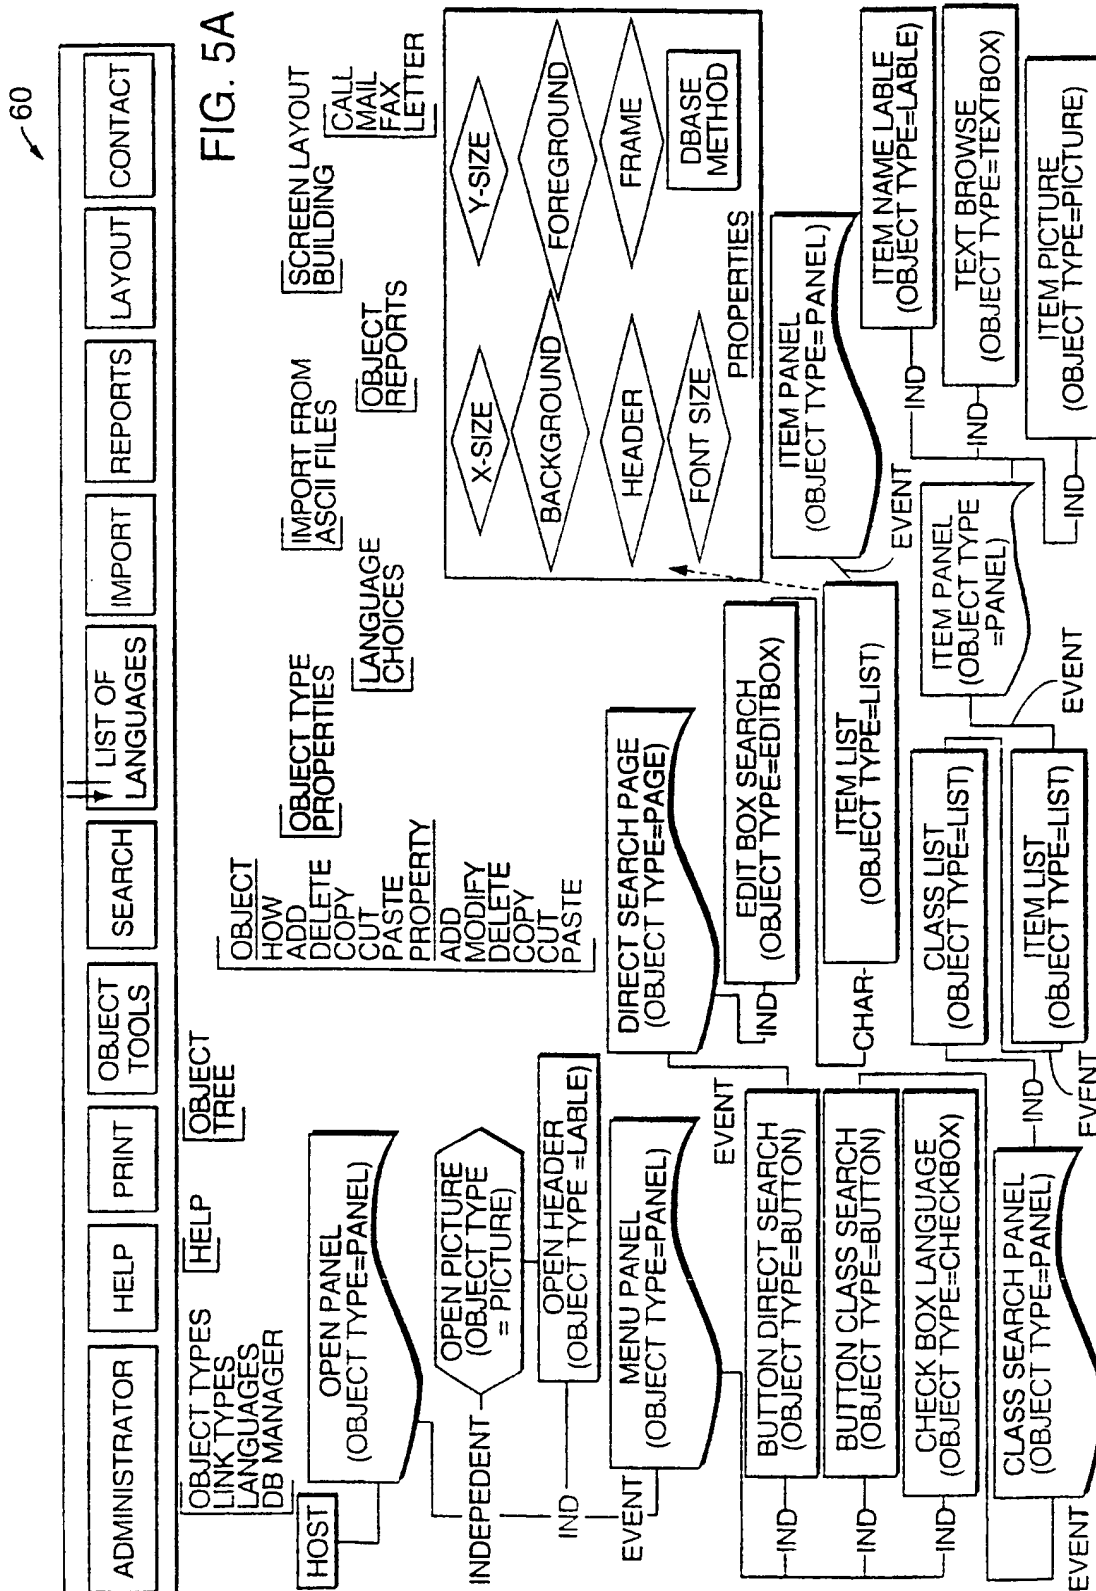 60
ADMINISTRATOR
HELP
PRINT
OBJECT
TOOLS
SEARCH
LIST OF
LANGUAGES
IMPORT
REPORTS
LAYOUT
CONTACT
FIG. 5A
OBJECT TYPES
LINK TYPES
LANGUAGES
DB MANAGER
HELP
OBJECT
TREE
OBJECT
HOW
ADD
DELETE
COPY
CUT
PASTE
PROPERTY
ADD
MODIFY
DELETE
COPY
CUT
PASTE
OBJECT TYPE
PROPERTIES
LANGUAGE
CHOICES
IMPORT FROM
ASCII FILES
OBJECT
REPORTS
SCREEN LAYOUT
BUILDING
CALL
MAIL
FAX
LETTER
HOST
OPEN PANEL
(OBJECT TYPE=PANEL)
INDEPEDENT
OPEN PICTURE
(OBJECT TYPE
= PICTURE)
IND
OPEN HEADER
(OBJECT TYPE =LABLE)
EVENT
MENU PANEL
(OBJECT TYPE=PANEL)
EVENT
IND
BUTTON DIRECT SEARCH
(OBJECT TYPE=BUTTON)
IND
BUTTON CLASS SEARCH
(OBJECT TYPE=BUTTON)
IND
CHECK BOX LANGUAGE
(OBJECT TYPE=CHECKBOX)
EVENT
CLASS SEARCH PANEL
(OBJECT TYPE=PANEL)
DIRECT SEARCH PAGE
(OBJECT TYPE=PAGE)
IND
EDIT BOX SEARCH
(OBJECT TYPE=EDITBOX)
CHAR
ITEM LIST
(OBJECT TYPE=LIST)
IND
CLASS LIST
(OBJECT TYPE=LIST)
EVENT
ITEM LIST
(OBJECT TYPE=LIST)
X-SIZE
Y-SIZE
BACKGROUND
FOREGROUND
HEADER
FRAME
FONT SIZE
DBASE
METHOD
PROPERTIES
EVENT
ITEM PANEL
(OBJECT TYPE=PANEL)
EVENT
ITEM PANEL
(OBJECT TYPE
=PANEL)
IND
ITEM NAME LABLE
(OBJECT TYPE=LABLE)
IND
TEXT BROWSE
(OBJECT TYPE=TEXTBOX)
IND
ITEM PICTURE
(OBJECT TYPE=PICTURE)